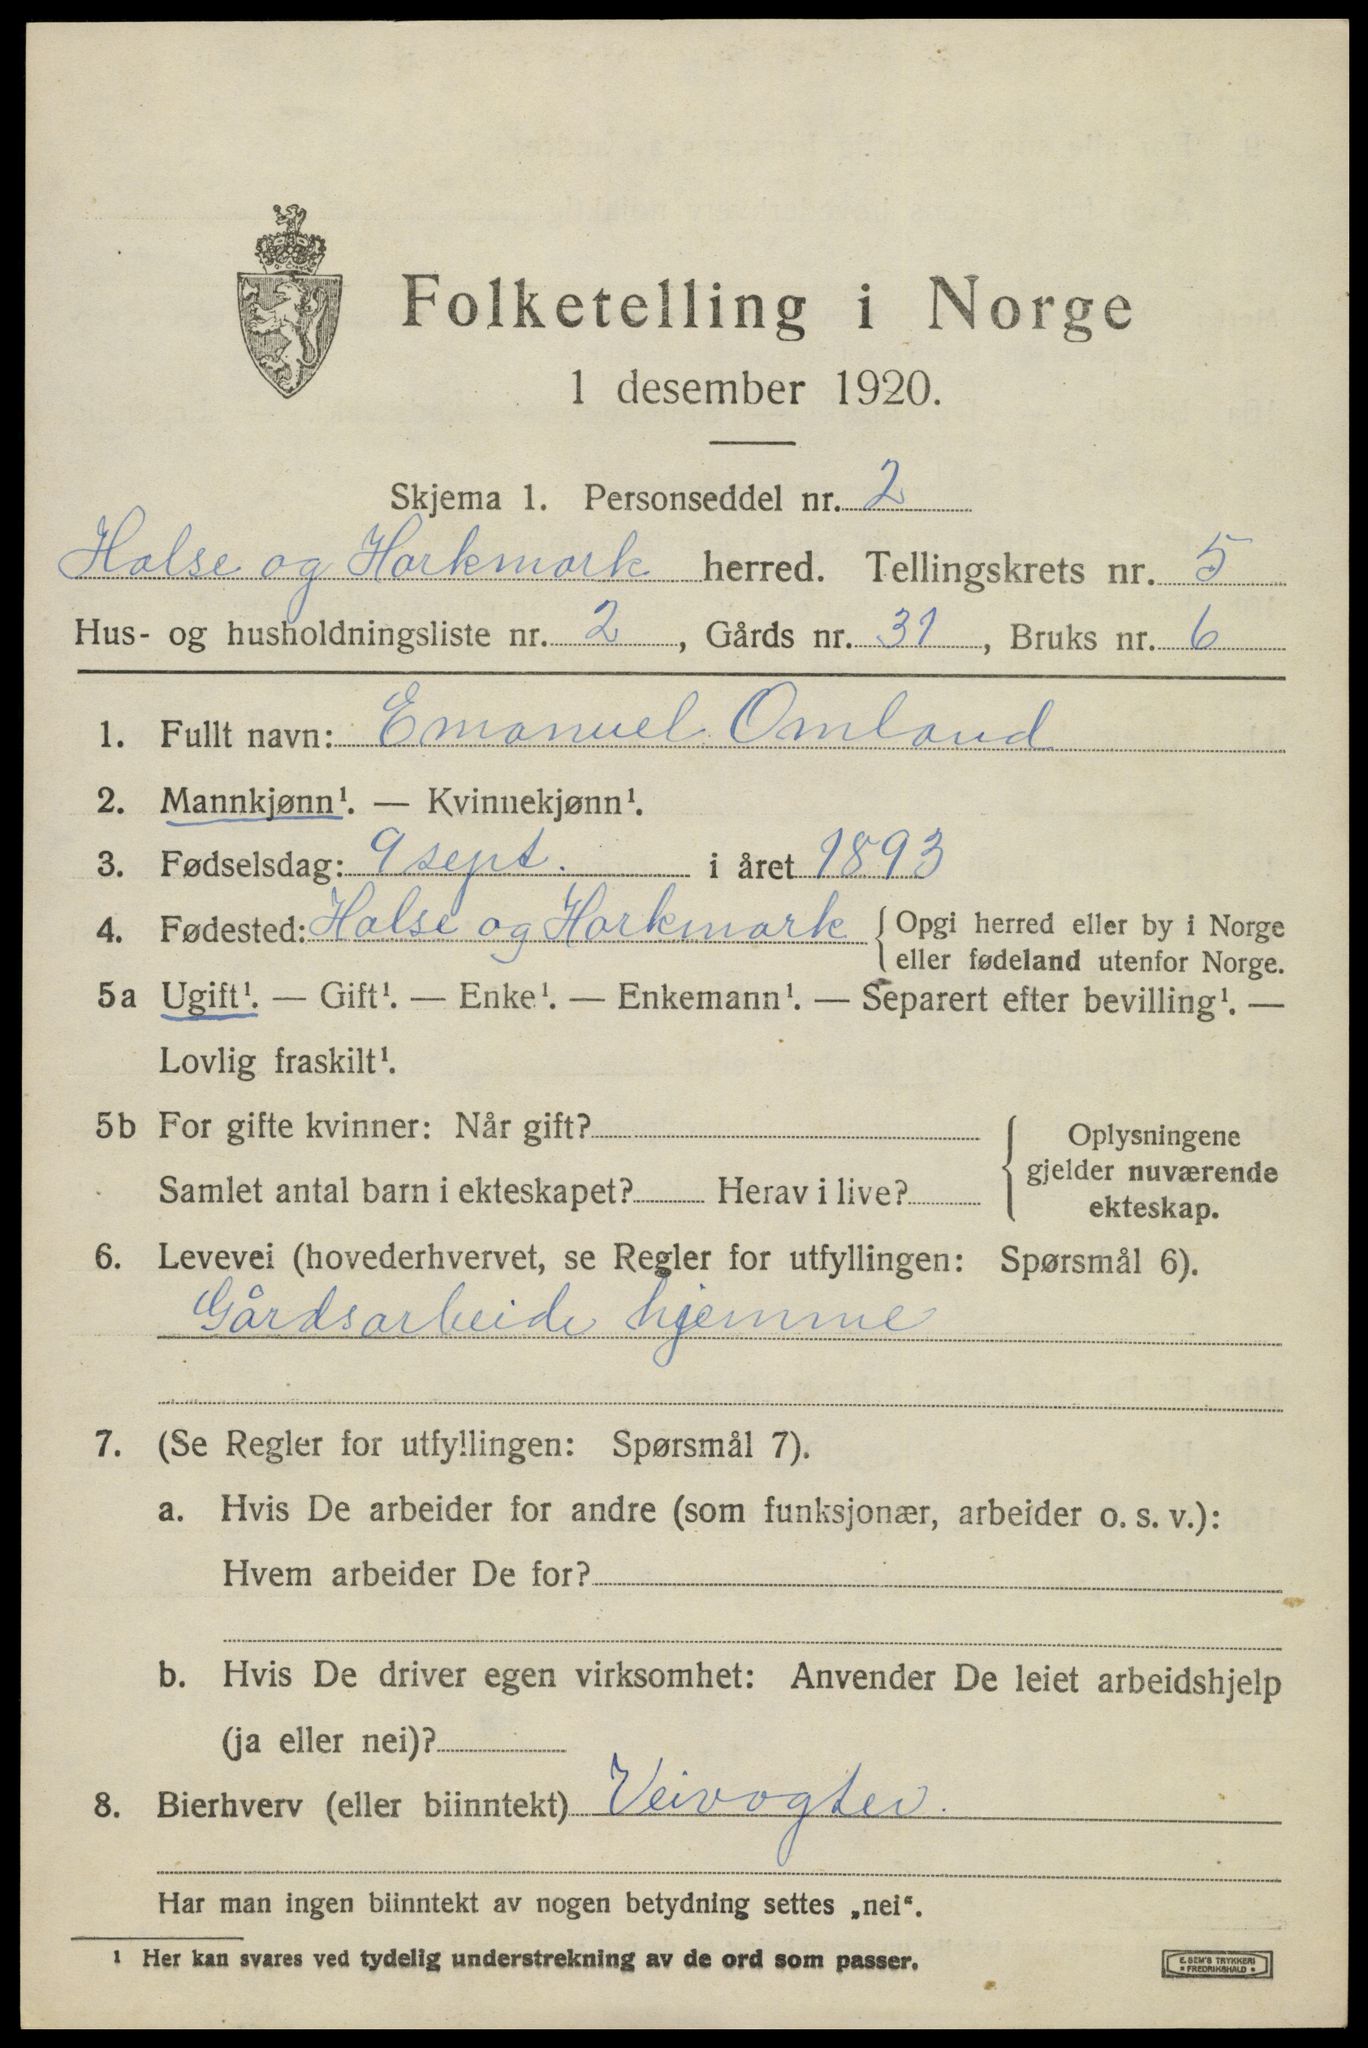 Folketelling i Norge
1 desember 1920.
Skjema 1. Personseddel nr. 2
Halse og Harkmark herred. Tellingskrets nr. 5
Hus- og husholdningsliste nr. 2, Gårds nr. 31, Bruks nr. 6
1. Fullt navn: Emanuel Omland
2. Mannkjønn¹. — Kvinnekjønn¹.
3. Fødselsdag: 9 sept. i året 1893
4. Fødested: Halse og Harkmark { Opgi herred eller by i Norge
eller fødeland utenfor Norge.
5a Ugift¹. — Gift¹. — Enke¹. — Enkemann¹. — Separert efter bevilling¹. —
Lovlig fraskilt¹.
5b For gifte kvinner: Når gift?
Samlet antal barn i ekteskapet? Herav i live?
{ Oplysningene
gjelder nuværende
ekteskap.
6. Levevei (hovederhvervet, se Regler for utfyllingen: Spørsmål 6).
Gårdsarbeide hjemme
7. (Se Regler for utfyllingen: Spørsmål 7).
a. Hvis De arbeider for andre (som funksjonær, arbeider o. s. v.):
Hvem arbeider De for?
b. Hvis De driver egen virksomhet: Anvender De leiet arbeidshjelp
(ja eller nei)?
8. Bierhverv (eller biinntekt) Veivogter.
Har man ingen biinntekt av nogen betydning settes „nei“.
¹ Her kan svares ved tydelig understrekning av de ord som passer.
E. SEM'S TRYKKERI
* FREDRIKSHALD *